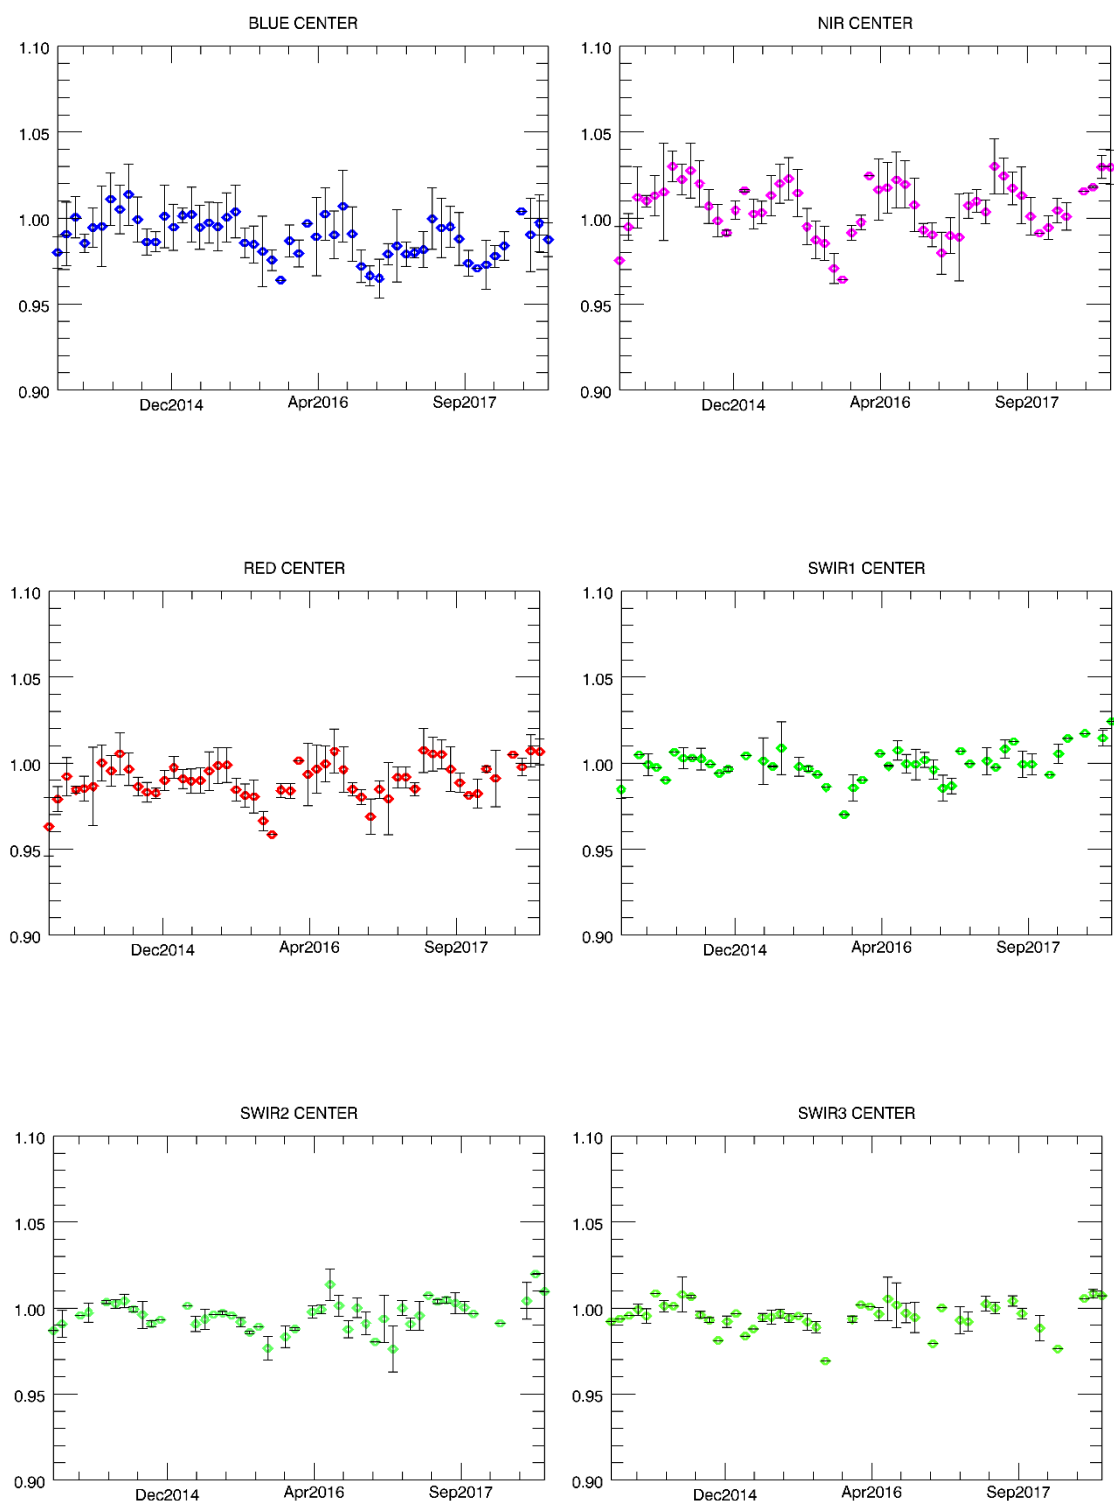 BLUE CENTER
1.10
1.05
1.00
0.95
0.90
Dec2014 Apr2016 Sep2017
NIR CENTER
1.10
1.05
1.00
0.95
0.90
Dec2014 Apr2016 Sep2017
RED CENTER
1.10
1.05
1.00
0.95
0.90
Dec2014 Apr2016 Sep2017
SWIR1 CENTER
1.10
1.05
1.00
0.95
0.90
Dec2014 Apr2016 Sep2017
SWIR2 CENTER
1.10
1.05
1.00
0.95
0.90
Dec2014 Apr2016 Sep2017
SWIR3 CENTER
1.10
1.05
1.00
0.95
0.90
Dec2014 Apr2016 Sep2017